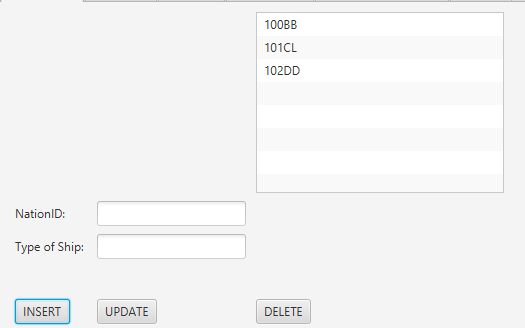 100BB
101CL
102DD
NationID:
Type of Ship:
INSERT UPDATE DELETE